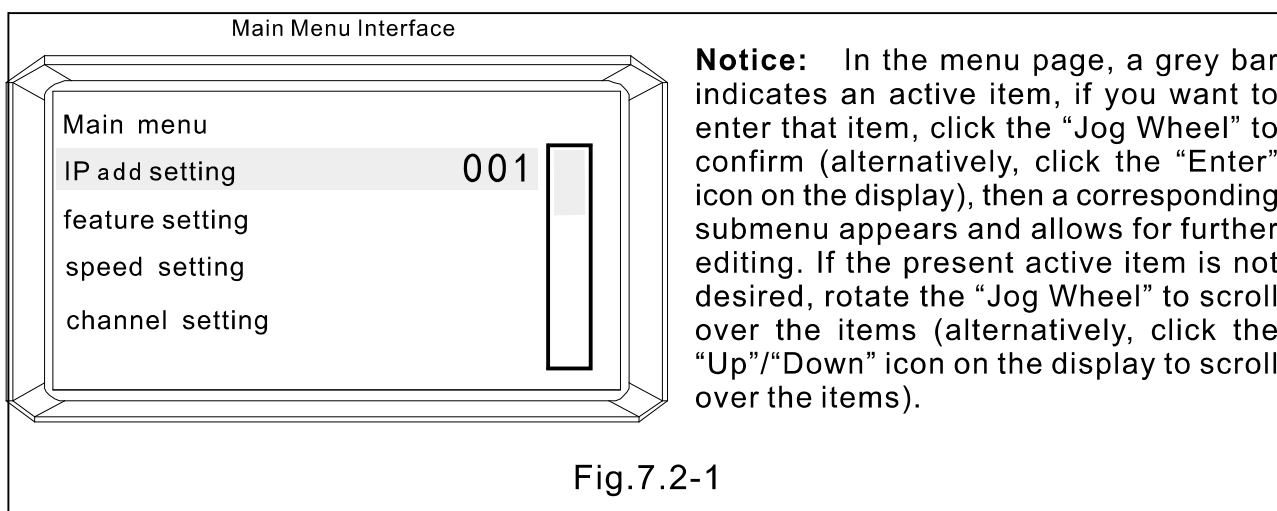 Main Menu Interface
Main menu
IP add setting 001
feature setting
speed setting
channel setting
Notice: In the menu page, a grey bar
indicates an active item, if you want to
enter that item, click the “Jog Wheel” to
confirm (alternatively, click the “Enter”
icon on the display), then a corresponding
submenu appears and allows for further
editing. If the present active item is not
desired, rotate the “Jog Wheel” to scroll
over the items (alternatively, click the
“Up”/“Down” icon on the display to scroll
over the items).
Fig.7.2-1